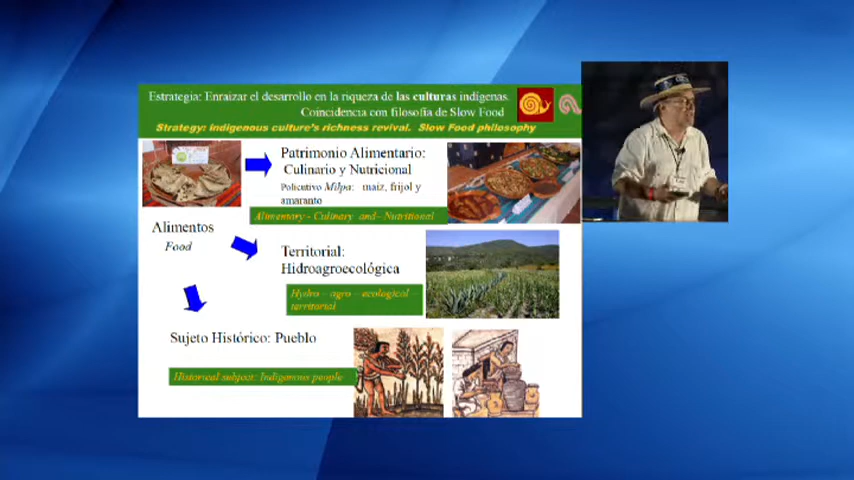 Estrategia: Enraizar el desarrollo en la riqueza de las culturas indígenas.
Coincidencia con filosofía de Slow Food
Strategy: indigenous culture's richness revival. Slow Food philosophy
Patrimonio Alimentario:
Culinario y Nutricional
Policutivo Milpa: maíz, frijol y
amaranto
Alimentary - Culinary and- Nutritional
Alimentos
Food
Territorial:
Hidroagroecológica
Hydro - agro - ecological -
territorial
Sujeto Histórico: Pueblo
Historical subject: Indigenous people